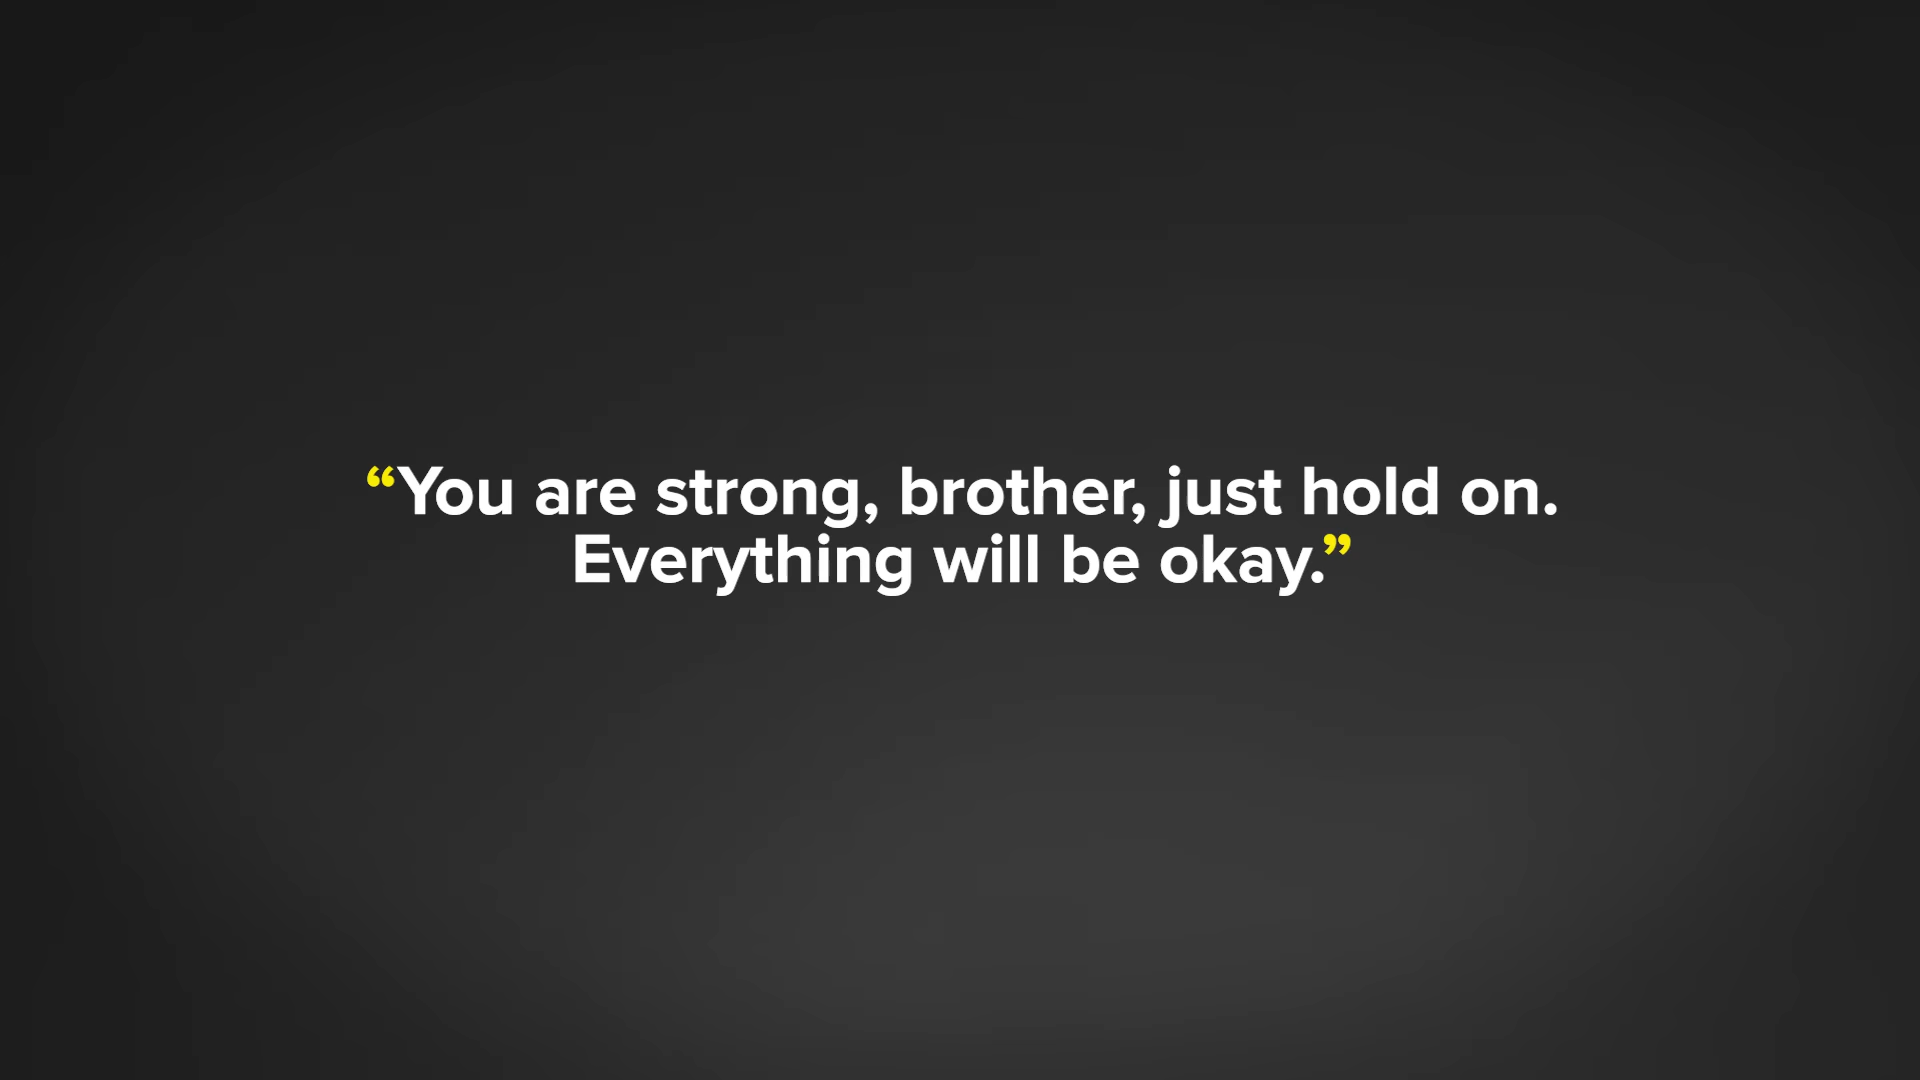 “You are strong, brother, just hold on.
Everything will be okay.”